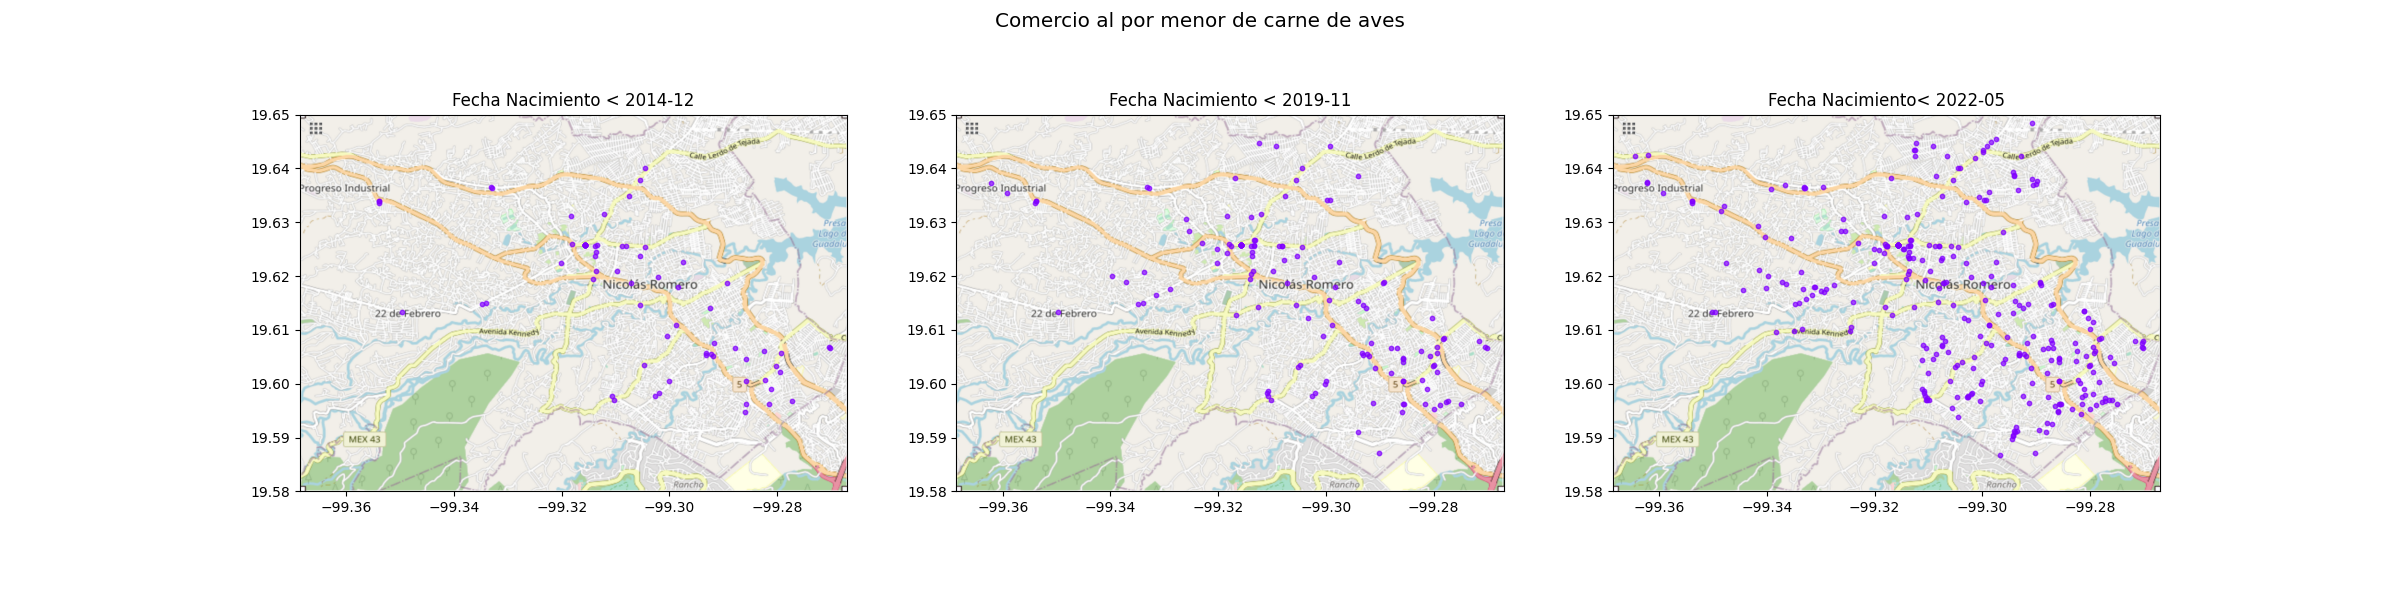 Comercio al por menor de carne de aves
Fecha Nacimiento < 2014-12
19.65
19.64
19.63
19.62
19.61
19.60
19.59
19.58
−99.36
−99.34
−99.32
−99.30
−99.28
Calle Lerdo de Tejada
Progreso Industrial
Presa
Lago d
Guadalu
Nicolás Romero
22 de Febrero
Avenida Kennedy
5
MEX 43
Rancho
Fecha Nacimiento < 2019-11
19.65
19.64
19.63
19.62
19.61
19.60
19.59
19.58
−99.36
−99.34
−99.32
−99.30
−99.28
Calle Lerdo de Tejada
Progreso Industrial
Presa
Lago d
Guadalu
Nicolás Romero
22 de Febrero
Avenida Kennedy
5
MEX 43
Rancho
Fecha Nacimiento< 2022-05
19.65
19.64
19.63
19.62
19.61
19.60
19.59
19.58
−99.36
−99.34
−99.32
−99.30
−99.28
Calle Lerdo de Tejada
Progreso Industrial
Presa
Lago d
Guadalu
Nicolás Romero
22 de Febrero
Avenida Kennedy
5
MEX 43
Rancho